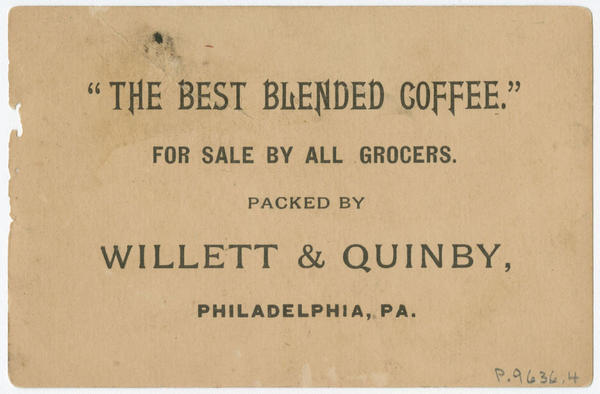 “THE BEST BLENDED COFFEE.”
FOR SALE BY ALL GROCERS.
PACKED BY
WILLETT & QUINBY,
PHILADELPHIA, PA.
P.9636.4